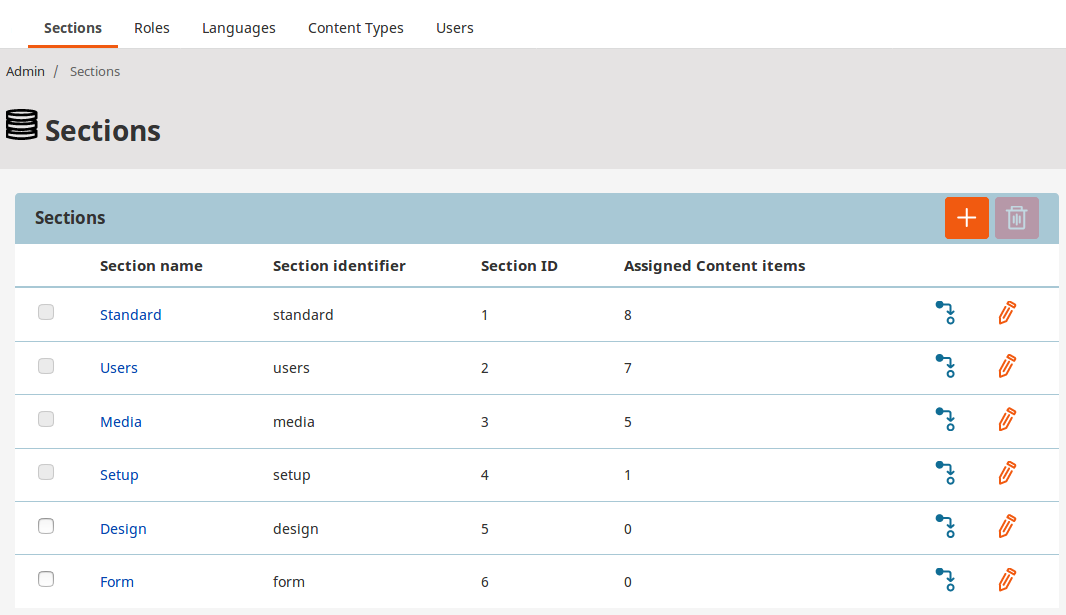 Sections Roles Languages Content Types Users
Admin / Sections
Sections
Sections
Section name Section identifier Section ID Assigned Content items
Standard standard 1 8
Users users 2 7
Media media 3 5
Setup setup 4 1
Design design 5 0
Form form 6 0